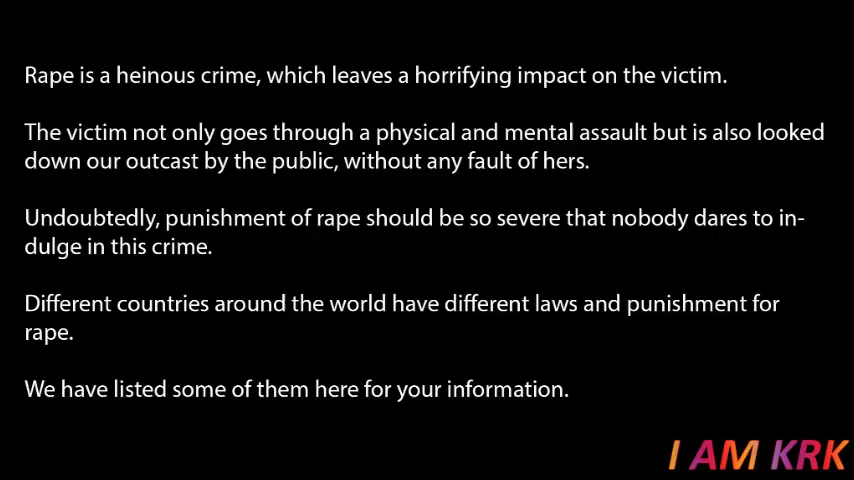 Rape is a heinous crime, which leaves a horrifying impact on the victim.
The victim not only goes through a physical and mental assault but is also looked
down our outcast by the public, without any fault of hers.
Undoubtedly, punishment of rape should be so severe that nobody dares to in-
dulge in this crime.
Different countries around the world have different laws and punishment for
rape.
We have listed some of them here for your information.
I AM KRK